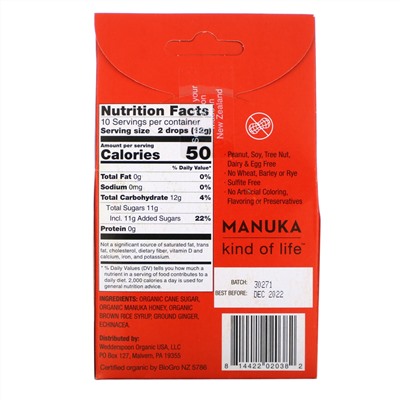 Nutrition Facts
10 Servings per container
Serving size 2 drops (12g)
Amount per serving
Calories 50
% Daily Value*
Total Fat 0g 0%
Sodium 0mg 0%
Total Carbohydrate 12g 4%
Total Sugars 11g
Incl. 11g Added Sugars 22%
Protein 0g
Not a significant source of saturated fat, trans
fat, cholesterol, dietary fiber, vitamin D and
calcium, iron, and potassium
* % Daily Values (DV) tells you how much a
nutrient in a serving of food contributes to a
daily diet. 2,000 calories a day is used for
general nutrition advice.
INGREDIENTS: ORGANIC CANE SUGAR,
ORGANIC MANUKA HONEY, ORGANIC
BROWN RICE SYRUP, GROUND GINGER,
ECHINACEA.
Distributed by:
Wedderspoon Organic USA, LLC
PO BOX 127, Malvern, PA 19355
Certified organic by BioGro NZ 5786
your
New Zealand
Peanut, Soy, Tree Nut,
Dairy & Egg Free
No Wheat, Barley or Rye
Sulfite Free
No Artificial Coloring,
Flavoring or Preservatives
MANUKA
kind of life™
BATCH: 30271
BEST BEFORE: DEC 2022
8 14422 02038 2